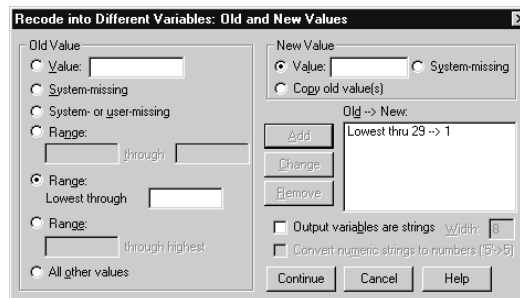 Recode into Different Variables: Old and New Values
Old Value
Value:
System-missing
System- or user-missing
Range:
through
Range:
Lowest through
Range:
through highest
All other values
New Value
Value:
System-missing
Copy old value(s)
Old --> New:
Add
Lowest thru 29 --> 1
Change
Remove
Output variables are strings
Width:
8
Convert numeric strings to numbers ('5'->5)
Continue
Cancel
Help